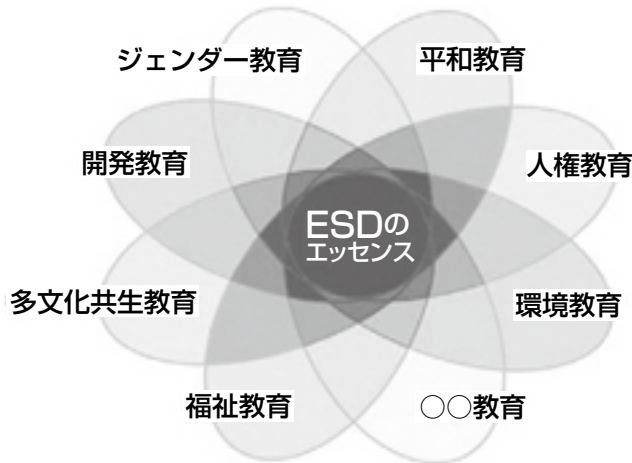 ジェンダー教育
平和教育
開発教育
人権教育
ESDの
エッセンス
多文化共生教育
環境教育
福祉教育
○○教育